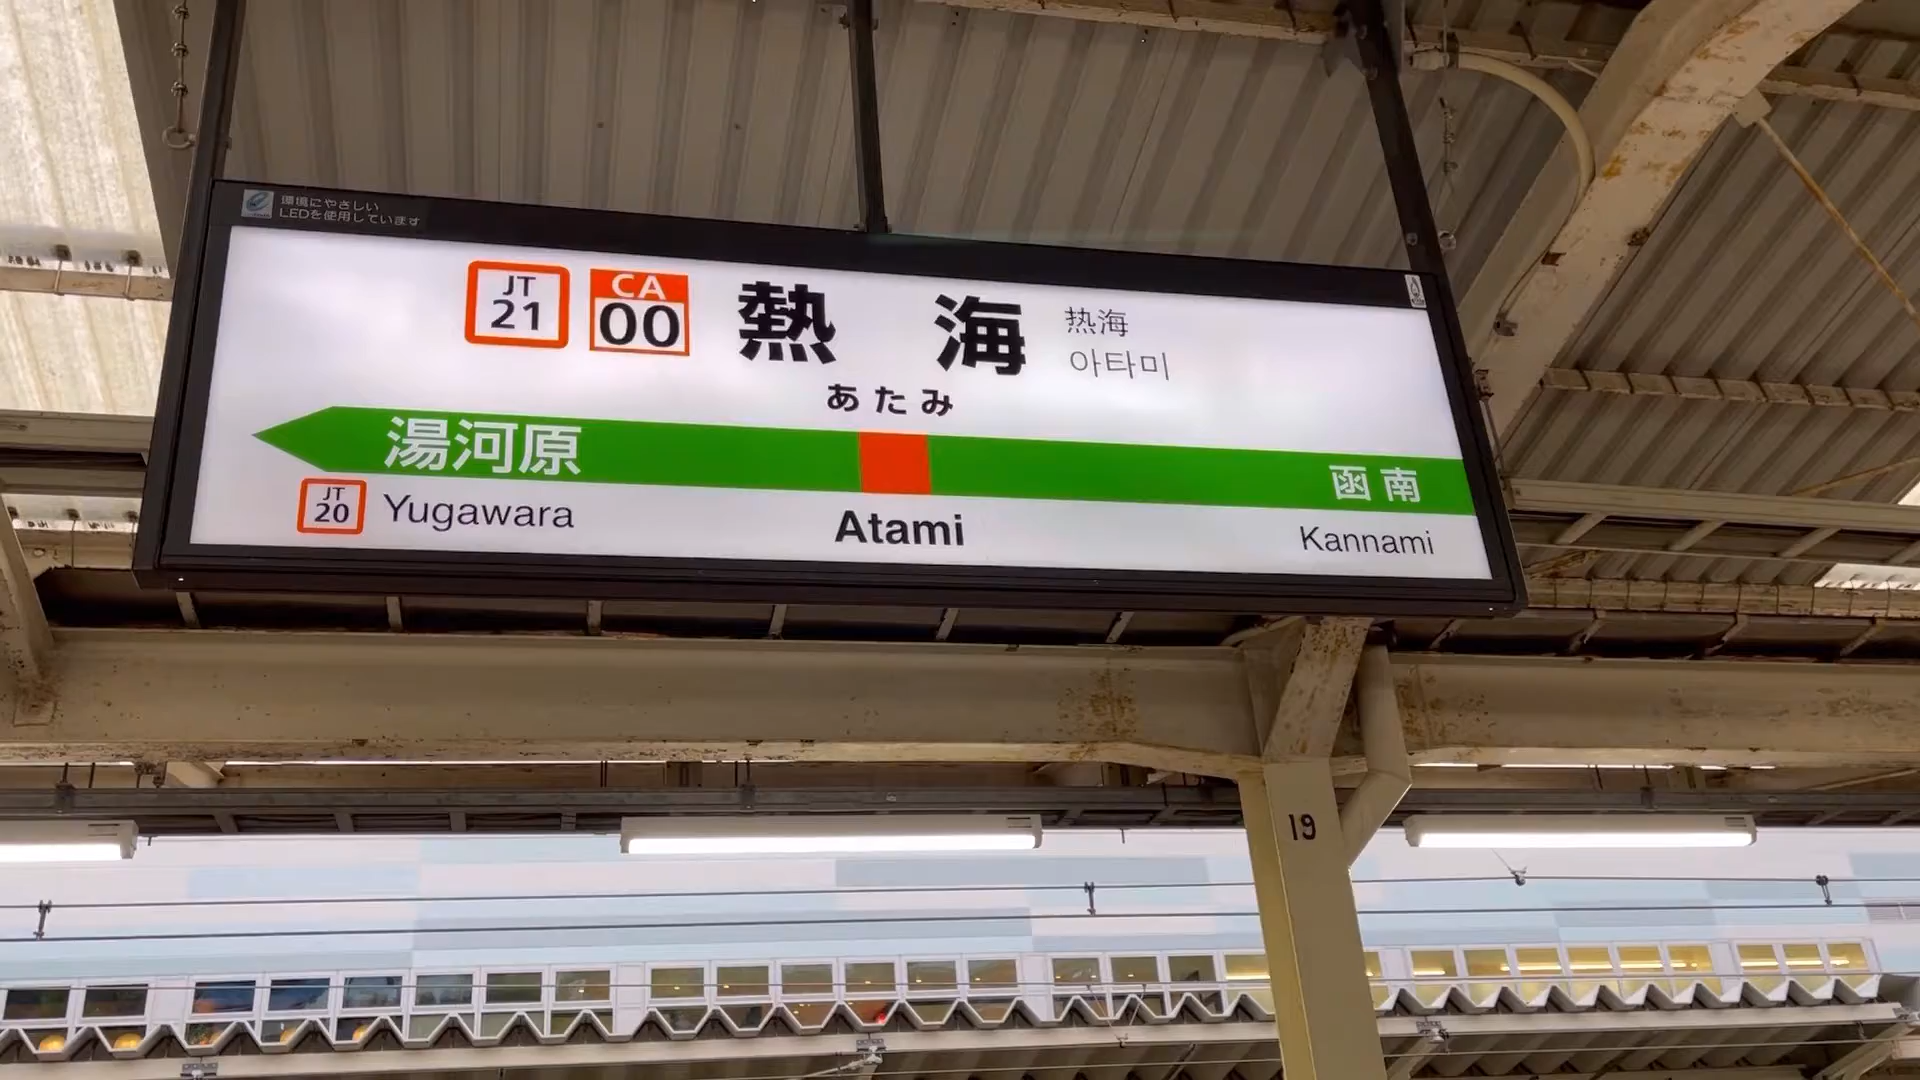 環境にやさしい
LEDを使用しています
JT
21
CA
00
熱海
热海
아타미
あたみ
湯河原
函南
JT
20
Yugawara
Atami
Kannami
19